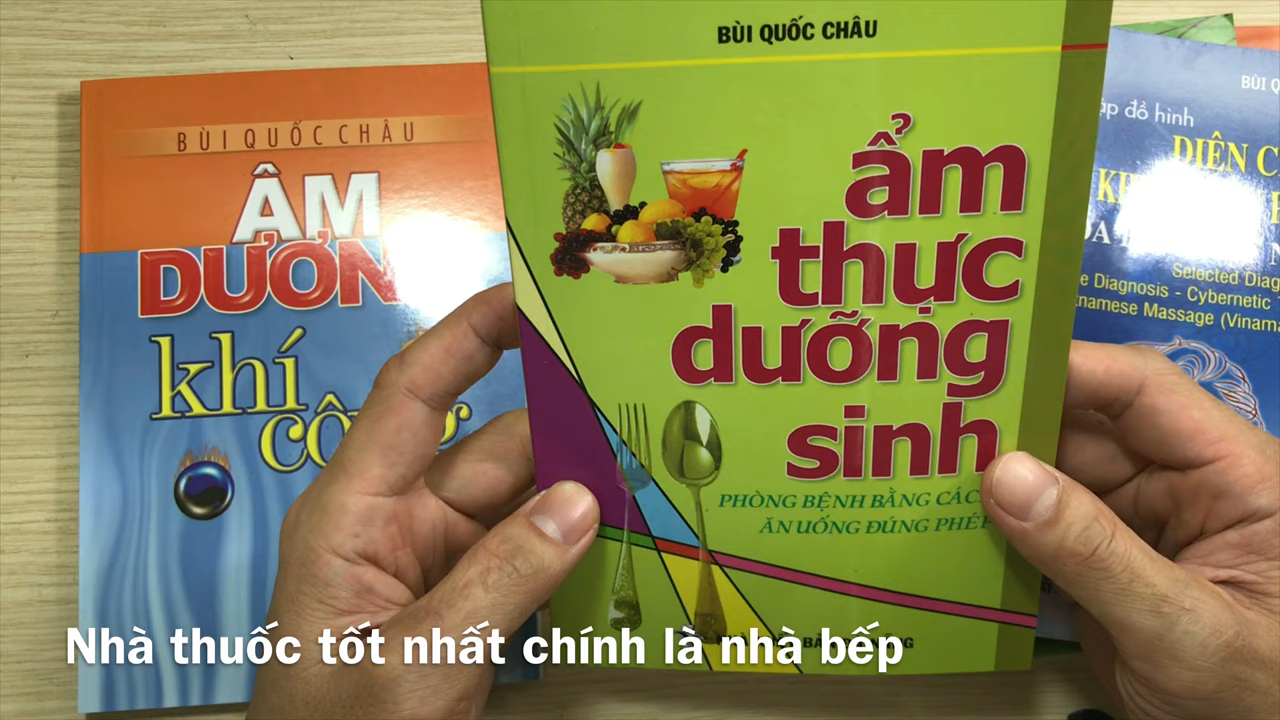 BÙI QUỐC CHÂU
ÂM
DƯƠN
khí
BÙI QUỐC CHÂU
ẩm
thực
dưỡng
sinh
PHÒNG BỆNH BẰNG CÁC
ĂN UỐNG ĐÚNG PHÉP
BÙI Q
ập đồ hình
DIỆN C
Selected Diag
e Diagnosis - Cybernetic
tnamese Massage (Vinama
Nhà thuốc tốt nhất chính là nhà bếp